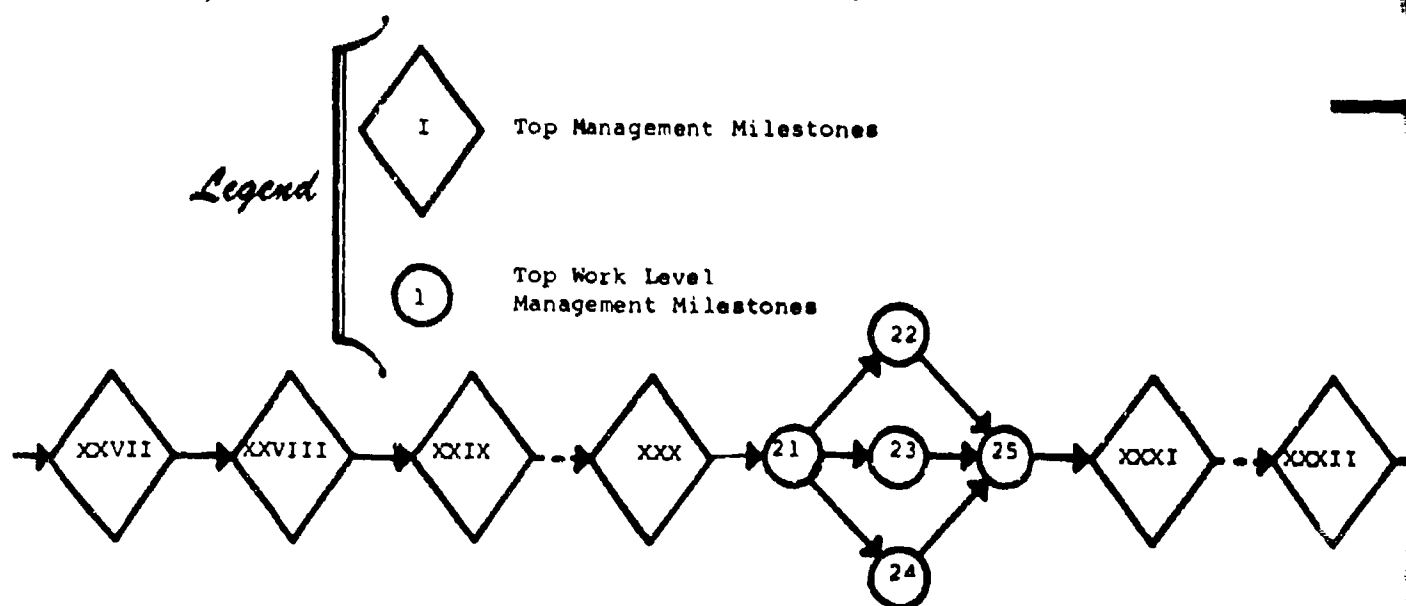 I
Top Management Milestones
Legend
1
Top Work Level
Management Milestones
22
XXVII
XXVIII
XXIX
XXX
21
23
25
XXXI
XXXII
24